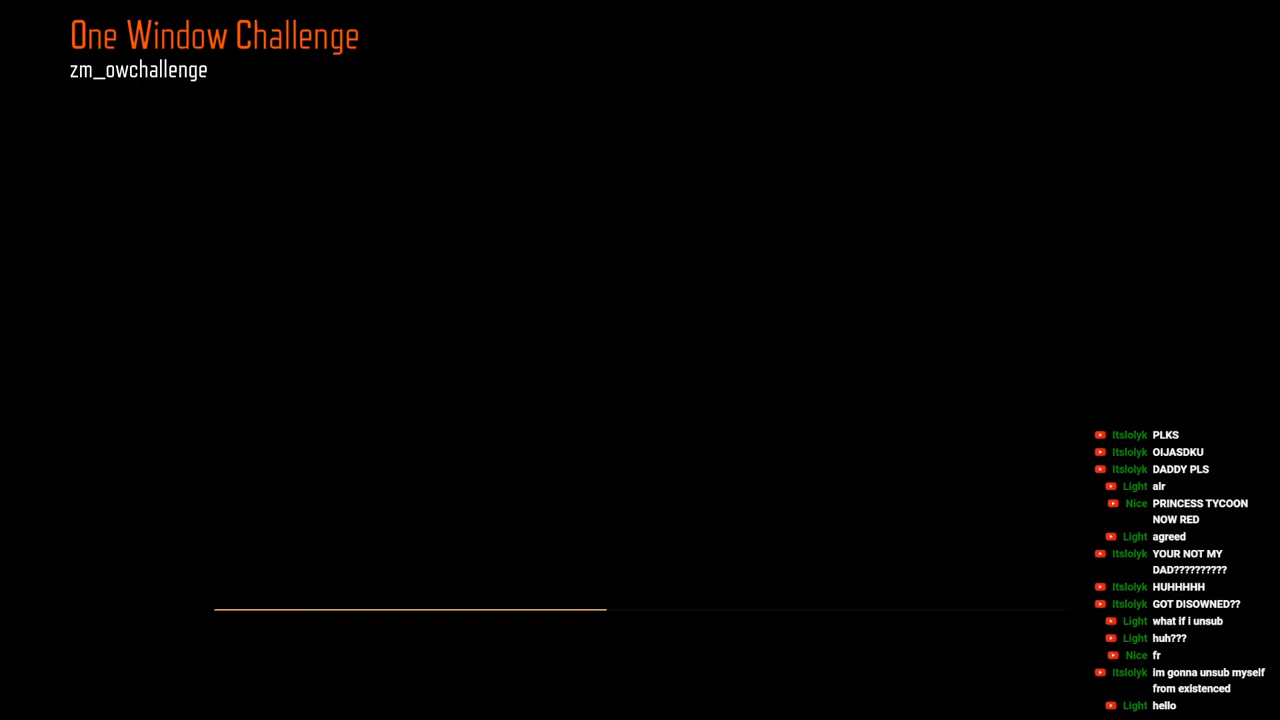 One Window Challenge
zm_owchallenge
Itslolyk PLKS
Itslolyk OIJASDKU
Itslolyk DADDY PLS
Light alr
Nice PRINCESS TYCOON
NOW RED
Light agreed
Itslolyk YOUR NOT MY
DAD??????????
Itslolyk HUHHHHH
Itslolyk GOT DISOWNED??
Light what if i unsub
Light huh???
Nice fr
Itslolyk im gonna unsub myself
from existenced
Light hello